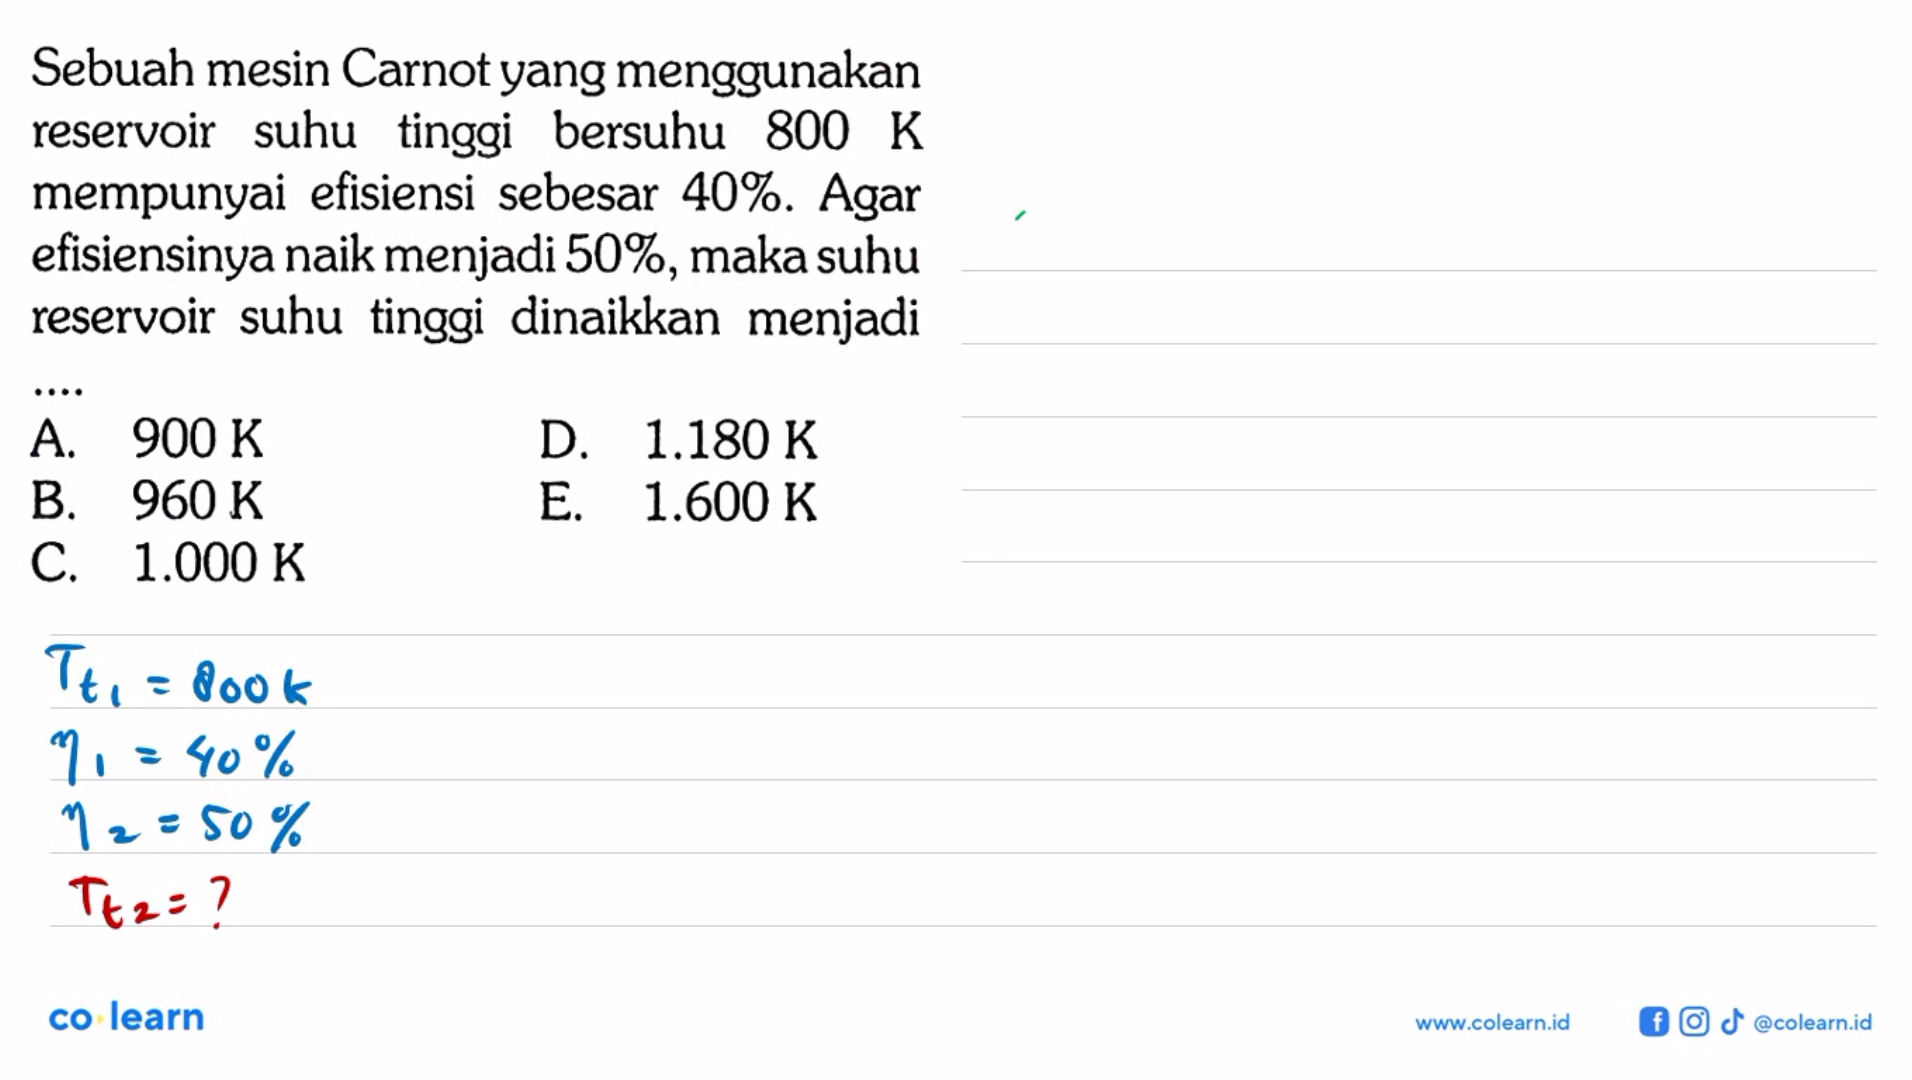 Sebuah mesin Carnot yang menggunakan
reservoir suhu tinggi bersuhu 800 K
mempunyai efisiensi sebesar 40%. Agar
efisiensinya naik menjadi 50%, maka suhu
reservoir suhu tinggi dinaikkan menjadi
....
A. 900 K
B. 960 K
C. 1.000 K
D. 1.180 K
E. 1.600 K
Tt1 = 800 K
η1 = 40 %
η2 = 50 %
Tt2 = ?
co learn
www.colearn.id
@colearn.id